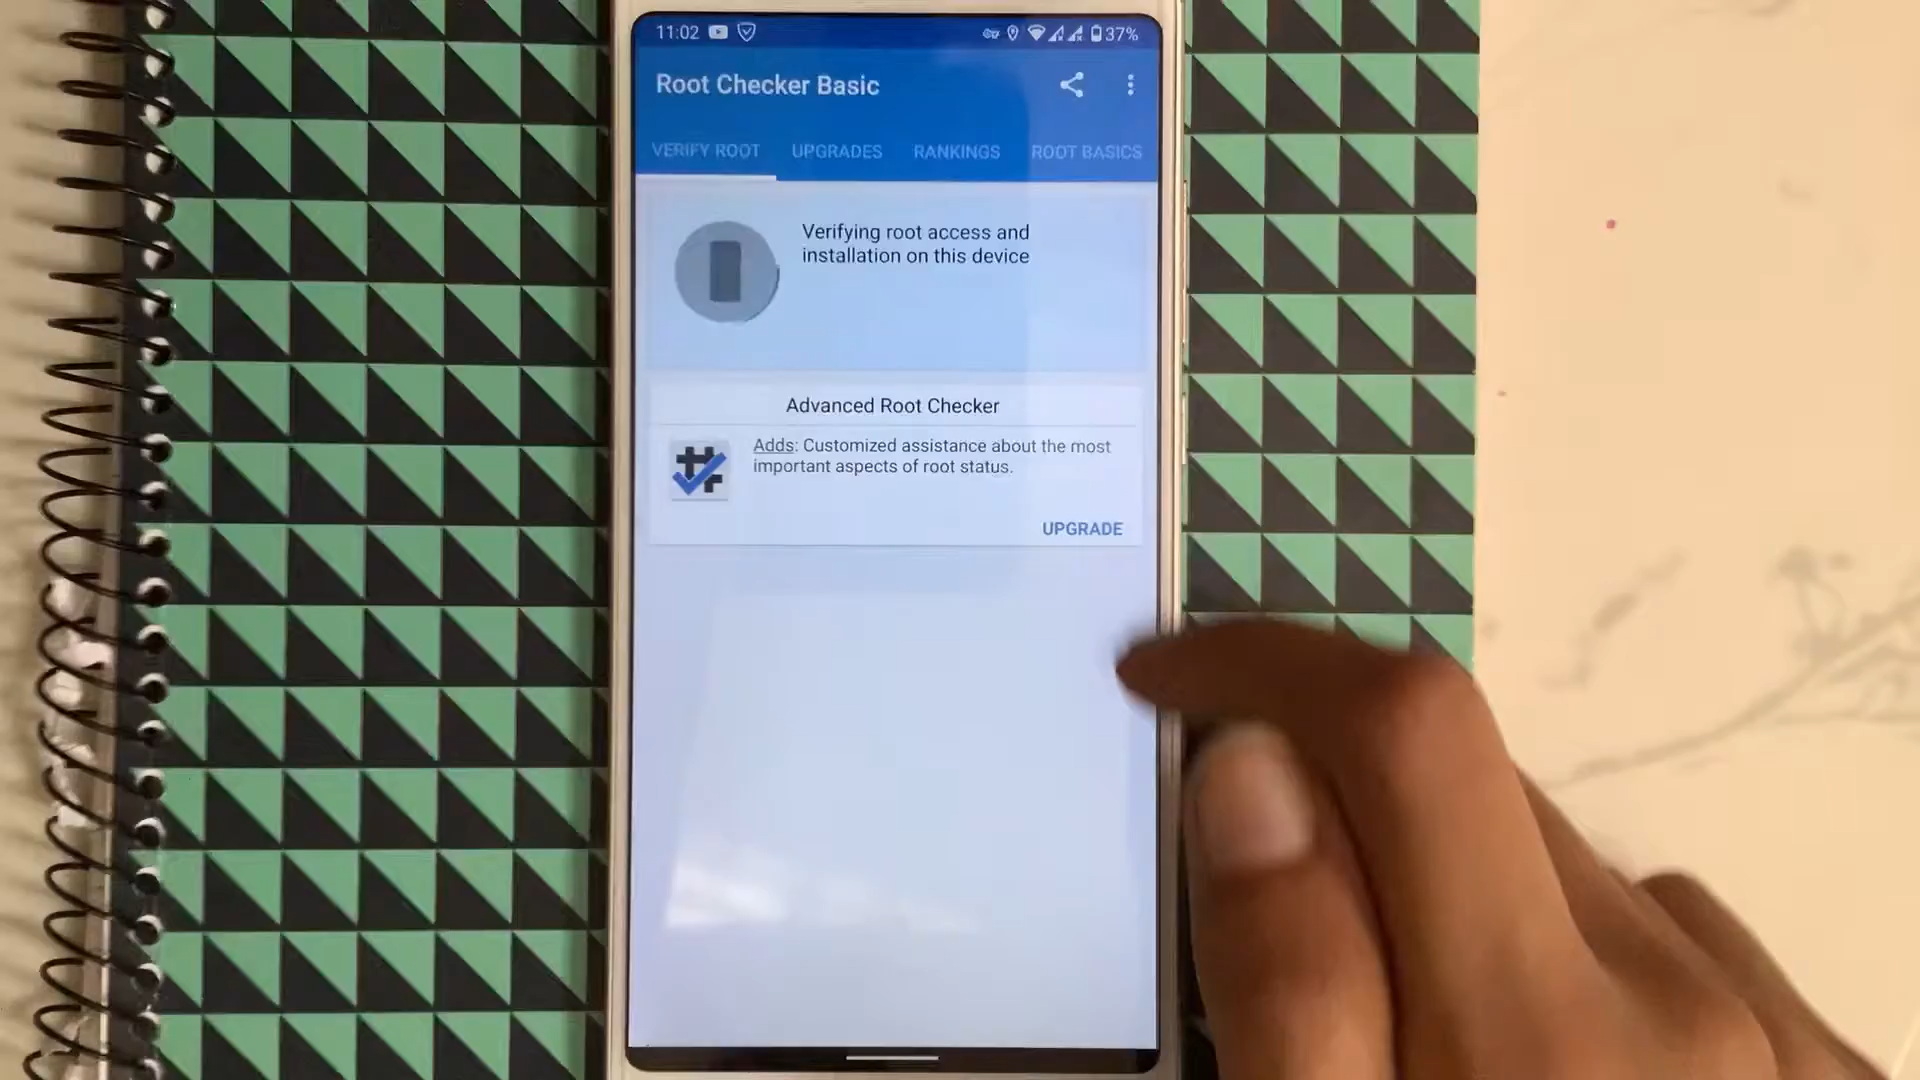 11:02 37%
Root Checker Basic
VERIFY ROOT UPGRADES RANKINGS ROOT BASICS
Verifying root access and
installation on this device
Advanced Root Checker
Adds: Customized assistance about the most
important aspects of root status.
UPGRADE